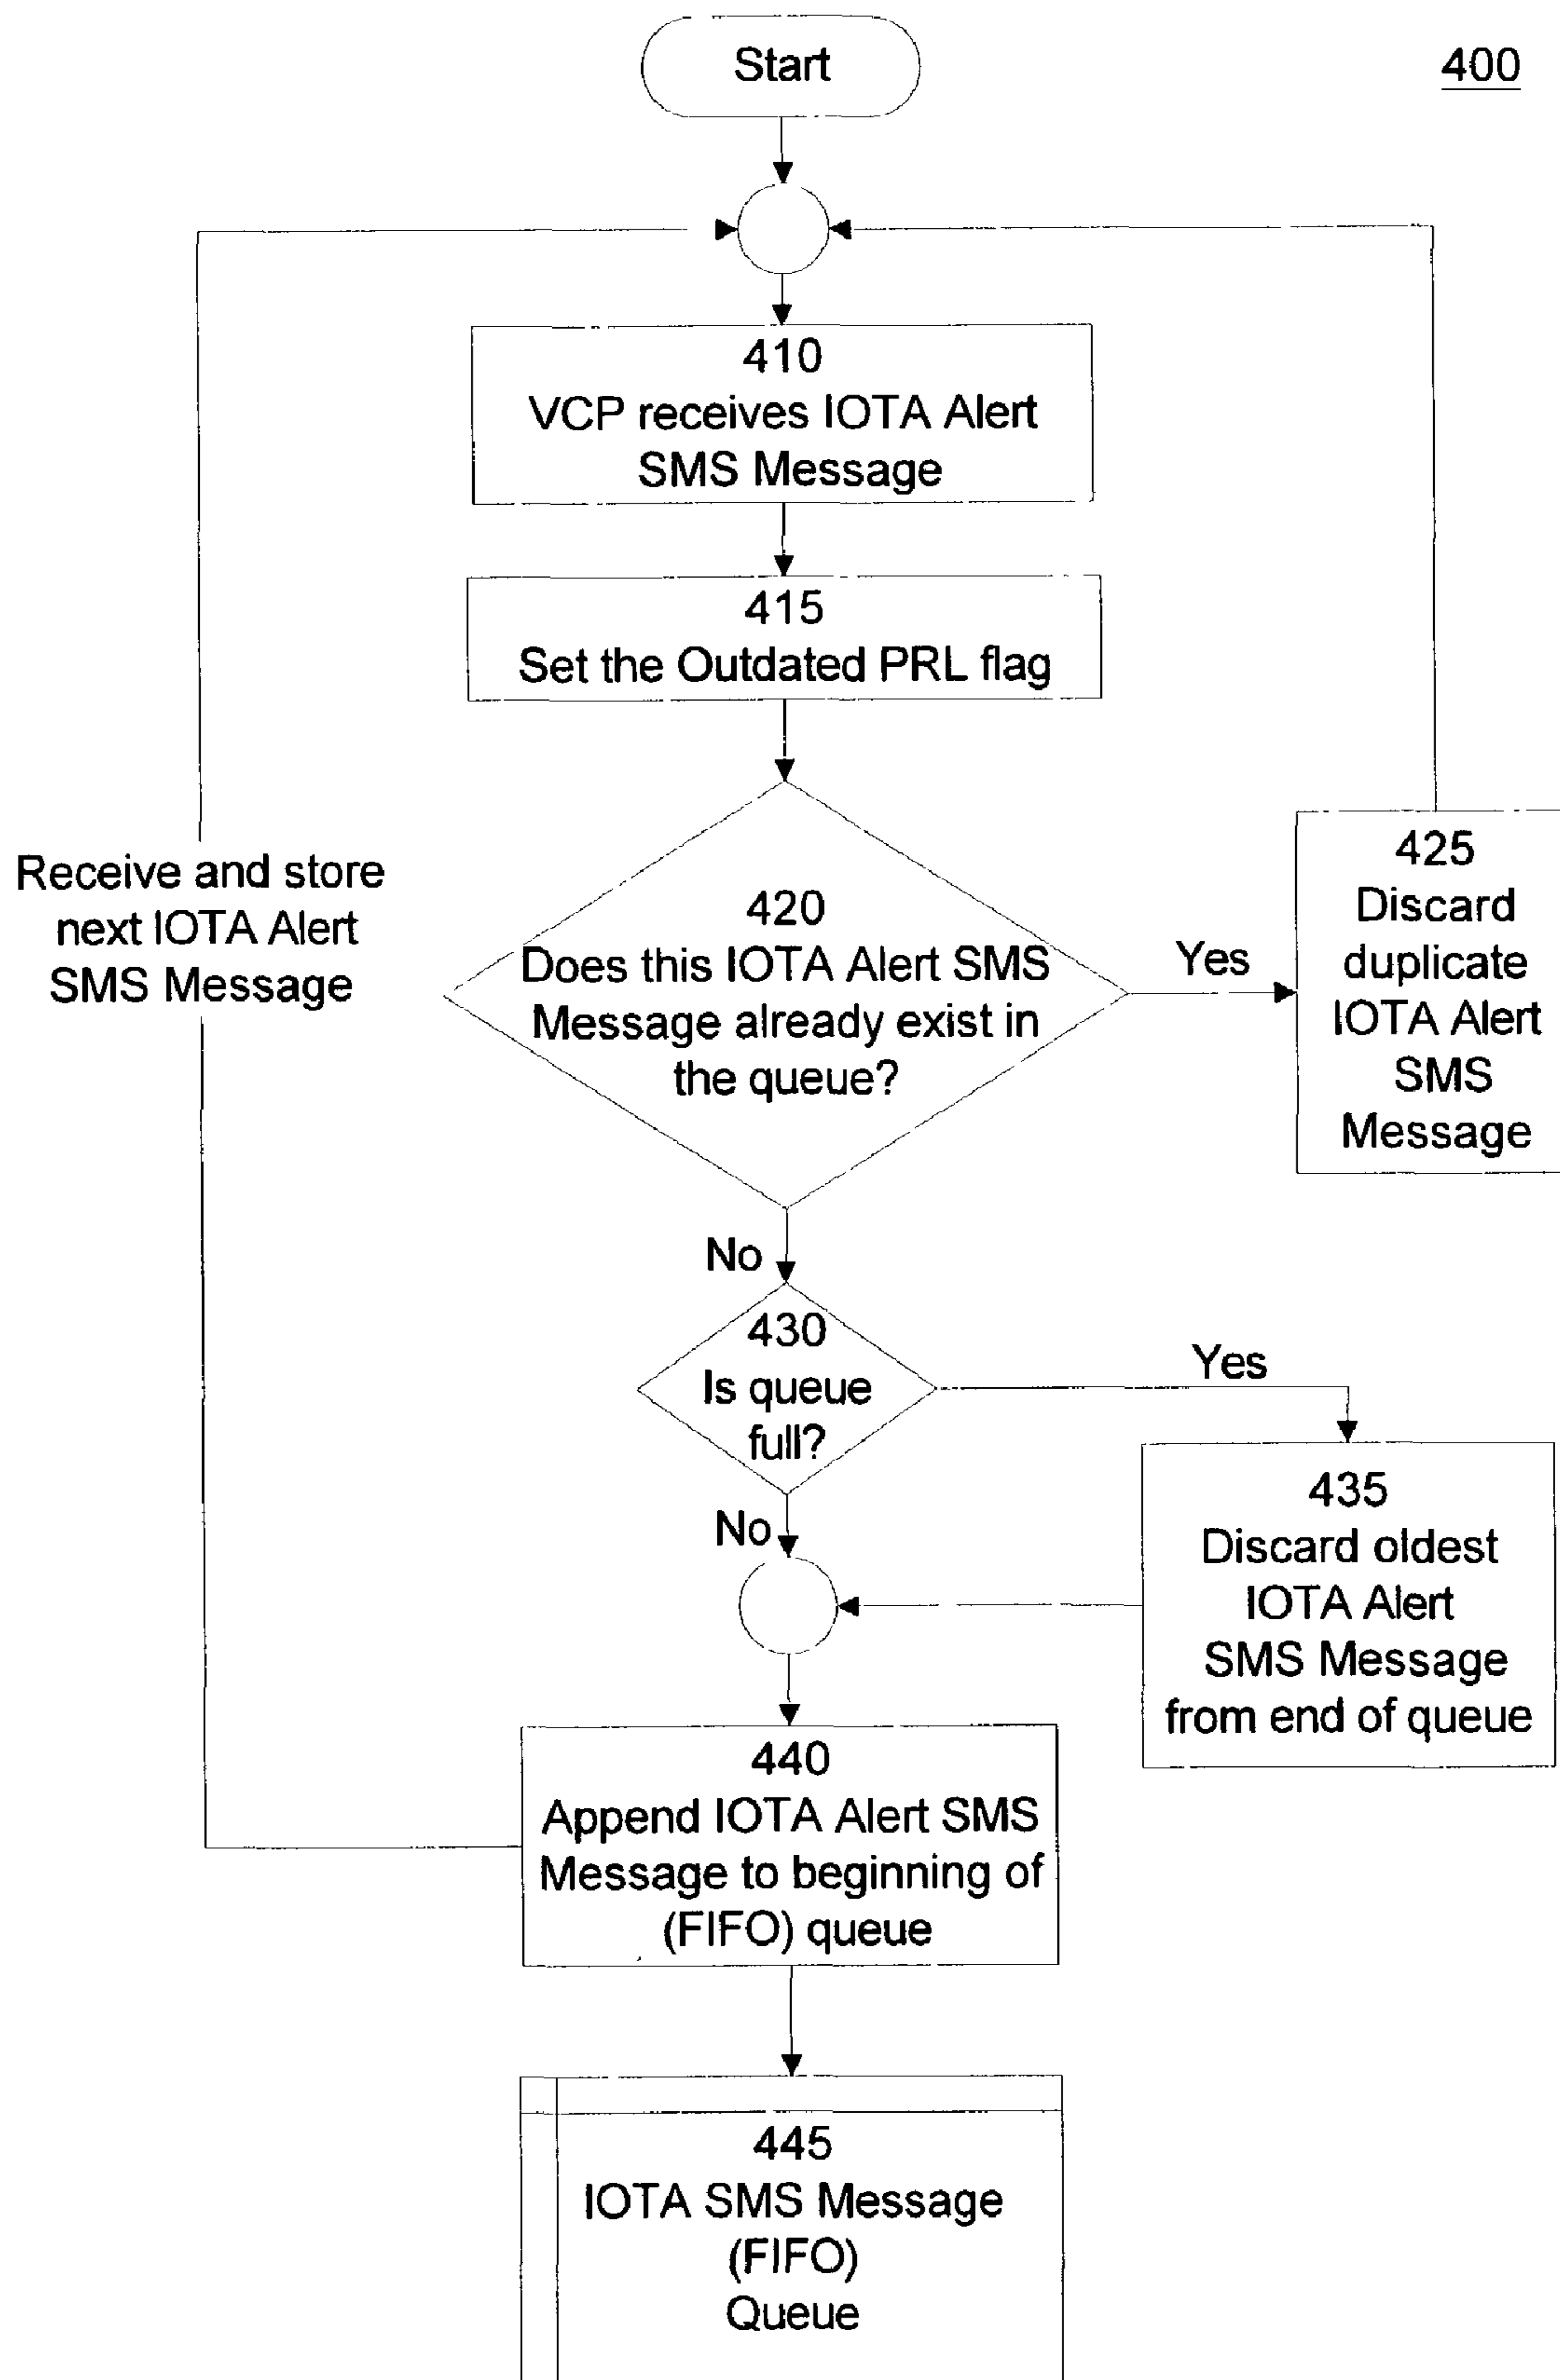 Start
400
410
VCP receives IOTA Alert
SMS Message
415
Set the Outdated PRL flag
Receive and store
next IOTA Alert
SMS Message
420
Does this IOTA Alert SMS
Message already exist in
the queue?
Yes
425
Discard
duplicate
IOTA Alert
SMS
Message
No
430
Is queue
full?
Yes
435
Discard oldest
IOTA Alert
SMS Message
from end of queue
No
440
Append IOTA Alert SMS
Message to beginning of
(FIFO) queue
445
IOTA SMS Message
(FIFO)
Queue